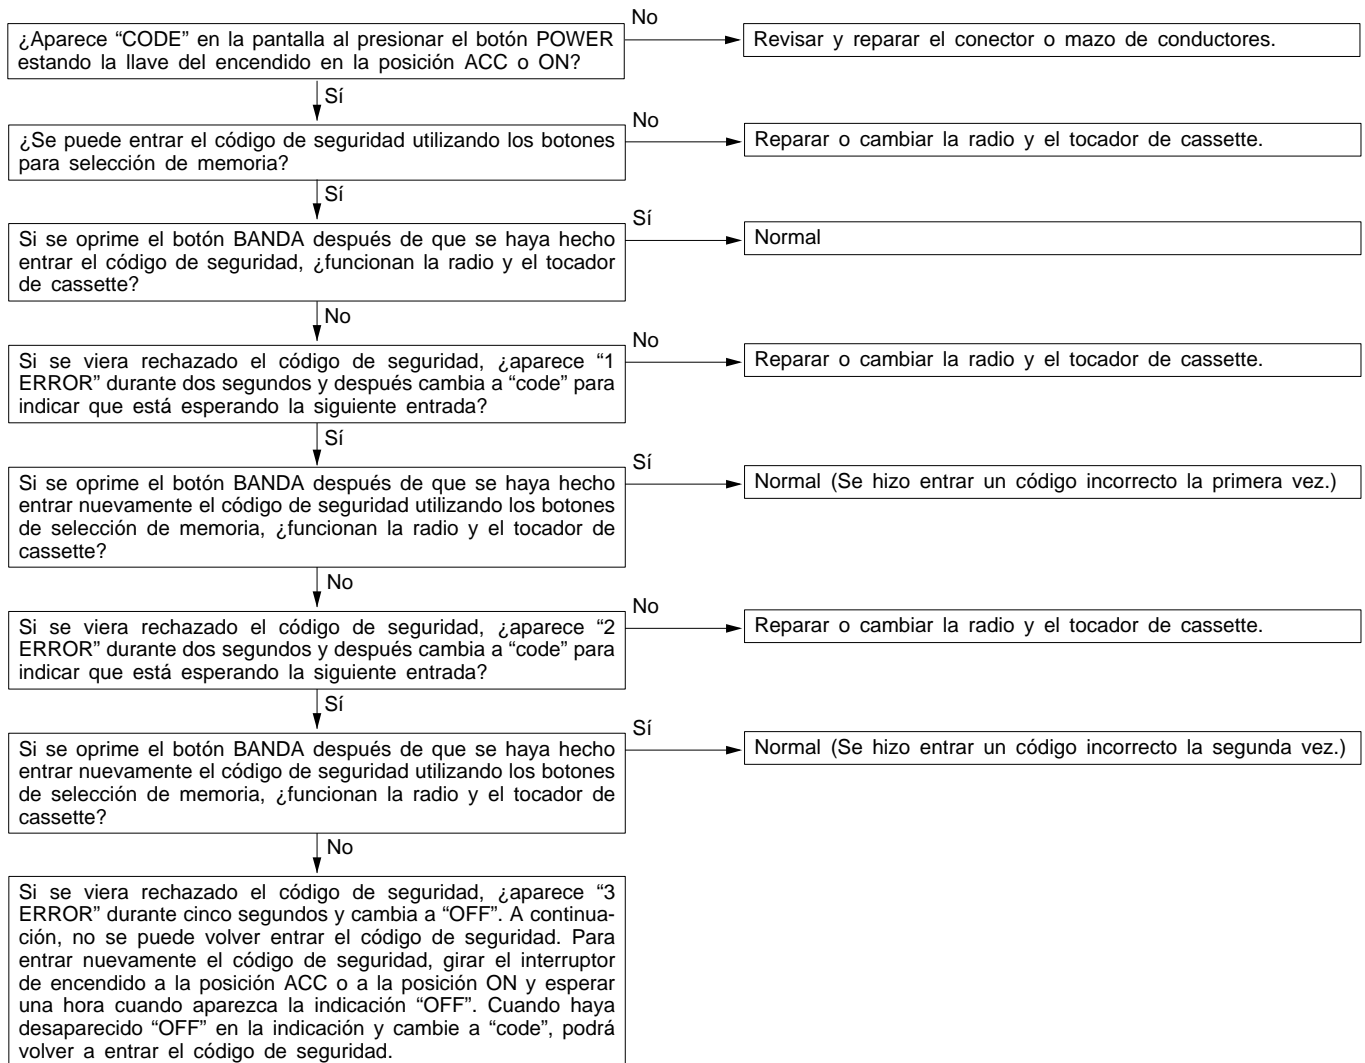 ¿Aparece “CODE” en la pantalla al presionar el botón POWER
estando la llave del encendido en la posición ACC o ON?
No
Revisar y reparar el conector o mazo de conductores.
Sí
¿Se puede entrar el código de seguridad utilizando los botones
para selección de memoria?
No
Reparar o cambiar la radio y el tocador de cassette.
Sí
Si se oprime el botón BANDA después de que se haya hecho
entrar el código de seguridad, ¿funcionan la radio y el tocador
de cassette?
Sí
Normal
No
Si se viera rechazado el código de seguridad, ¿aparece “1
ERROR” durante dos segundos y después cambia a “code” para
indicar que está esperando la siguiente entrada?
No
Reparar o cambiar la radio y el tocador de cassette.
Sí
Si se oprime el botón BANDA después de que se haya hecho
entrar nuevamente el código de seguridad utilizando los botones
de selección de memoria, ¿funcionan la radio y el tocador de
cassette?
Sí
Normal (Se hizo entrar un código incorrecto la primera vez.)
No
Si se viera rechazado el código de seguridad, ¿aparece “2
ERROR” durante dos segundos y después cambia a “code” para
indicar que está esperando la siguiente entrada?
No
Reparar o cambiar la radio y el tocador de cassette.
Sí
Si se oprime el botón BANDA después de que se haya hecho
entrar nuevamente el código de seguridad utilizando los botones
de selección de memoria, ¿funcionan la radio y el tocador de
cassette?
Sí
Normal (Se hizo entrar un código incorrecto la segunda vez.)
No
Si se viera rechazado el código de seguridad, ¿aparece “3
ERROR” durante cinco segundos y cambia a “OFF”. A continua-
ción, no se puede volver entrar el código de seguridad. Para
entrar nuevamente el código de seguridad, girar el interruptor
de encendido a la posición ACC o a la posición ON y esperar
una hora cuando aparezca la indicación “OFF”. Cuando haya
desaparecido “OFF” en la indicación y cambie a “code”, podrá
volver a entrar el código de seguridad.